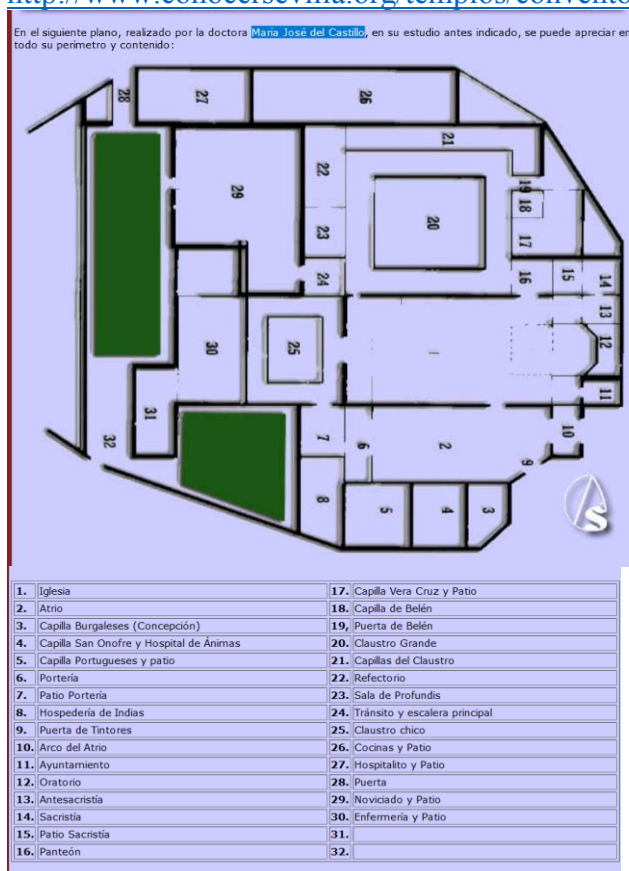 http://www.conocersevilla.org/templos/convento
En el siguiente plano, realizado por la doctora María José del Castillo, en su estudio antes indicado, se puede apreciar en
todo su perímetro y contenido:
28
27
26
21
22
29
19
18
20
23
17
24
16
15
14
13
12
30
25
1
11
31
10
32
7
6
2
9
8
5
4
3
1. Iglesia
2. Atrio
3. Capilla Burgaleses (Concepción)
4. Capilla San Onofre y Hospital de Ánimas
5. Capilla Portugueses y patio
6. Portería
7. Patio Portería
8. Hospedería de Indias
9. Puerta de Tintores
10. Arco del Atrio
11. Ayuntamiento
12. Oratorio
13. Antesacristía
14. Sacristía
15. Patio Sacristía
16. Panteón
17. Capilla Vera Cruz y Patio
18. Capilla de Belén
19, Puerta de Belén
20. Claustro Grande
21. Capillas del Claustro
22. Refectorio
23. Sala de Profundis
24. Tránsito y escalera principal
25. Claustro chico
26. Cocinas y Patio
27. Hospitalito y Patio
28. Puerta
29. Noviciado y Patio
30. Enfermería y Patio
31.
32.